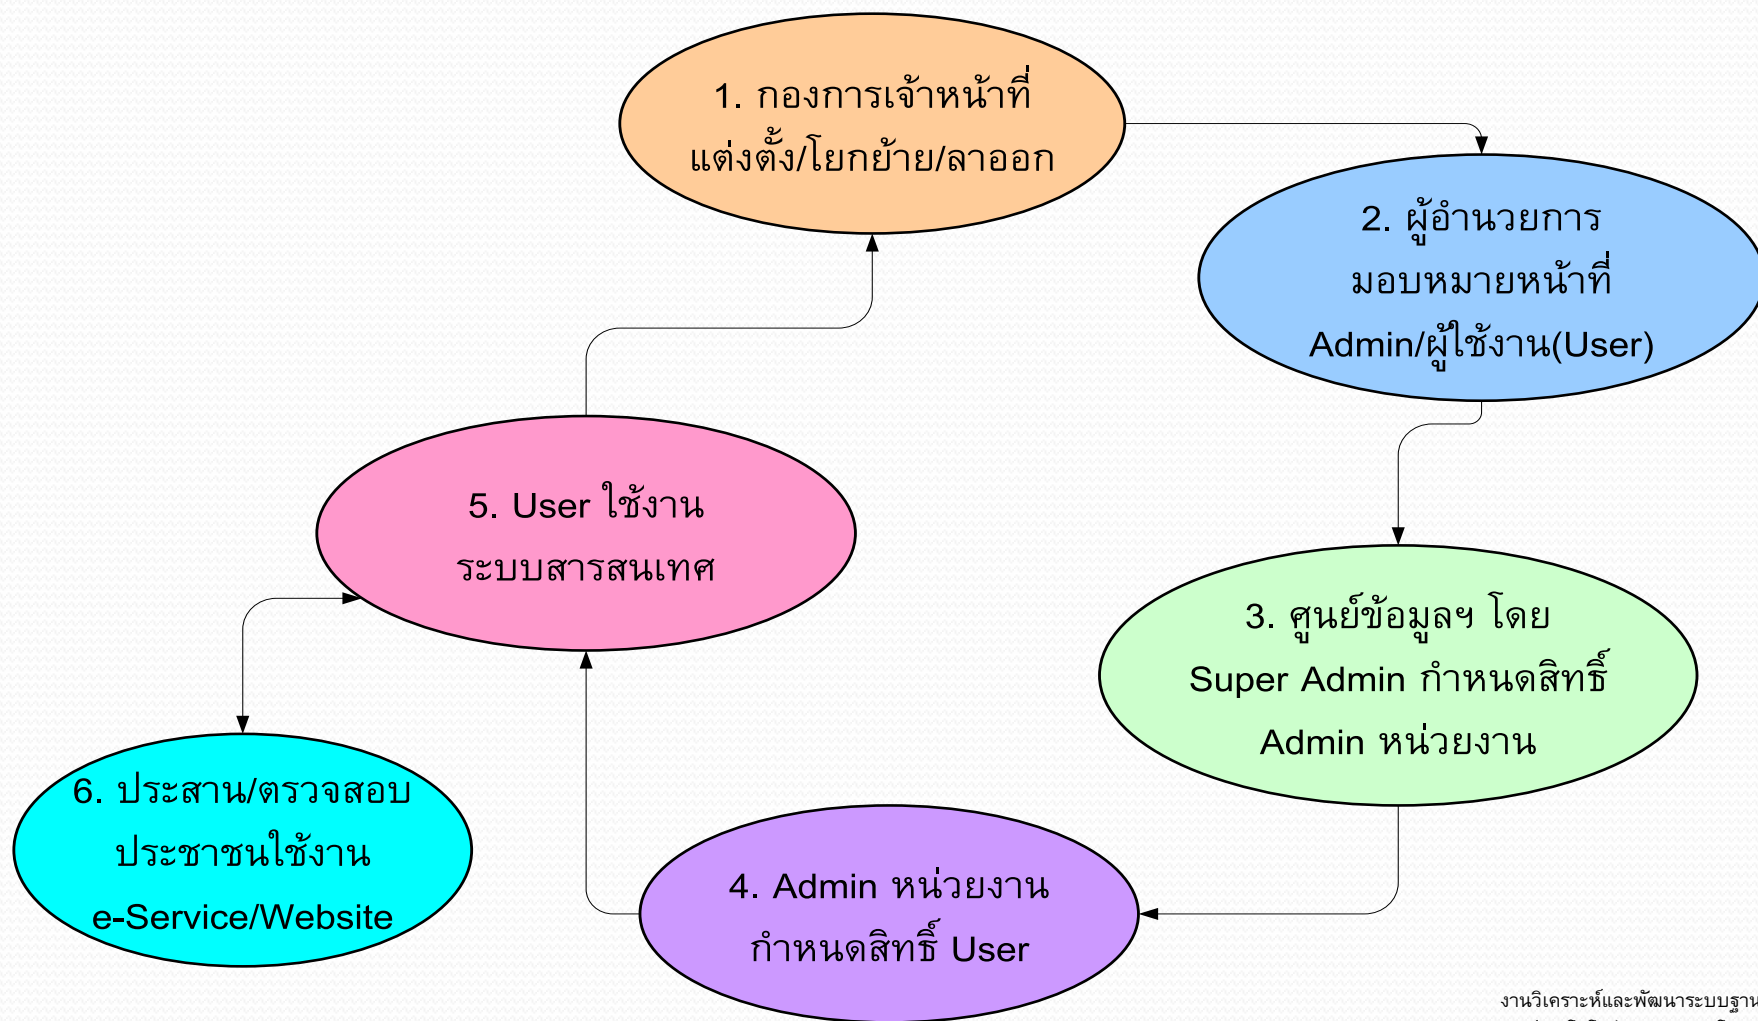 1. กองการเจ้าหน้าที่
แต่งตั้ง/โยกย้าย/ลาออก
2. ผู้อำนวยการ
มอบหมายหน้าที่
Admin/ผู้ใช้งาน(User)
3. ศูนย์ข้อมูลฯ โดย
Super Admin กำหนดสิทธิ์
Admin หน่วยงาน
4. Admin หน่วยงาน
กำหนดสิทธิ์ User
5. User ใช้งาน
ระบบสารสนเทศ
6. ประสาน/ตรวจสอบ
ประชาชนใช้งาน
e-Service/Website
งานวิเคราะห์และพัฒนาระบบฐาน